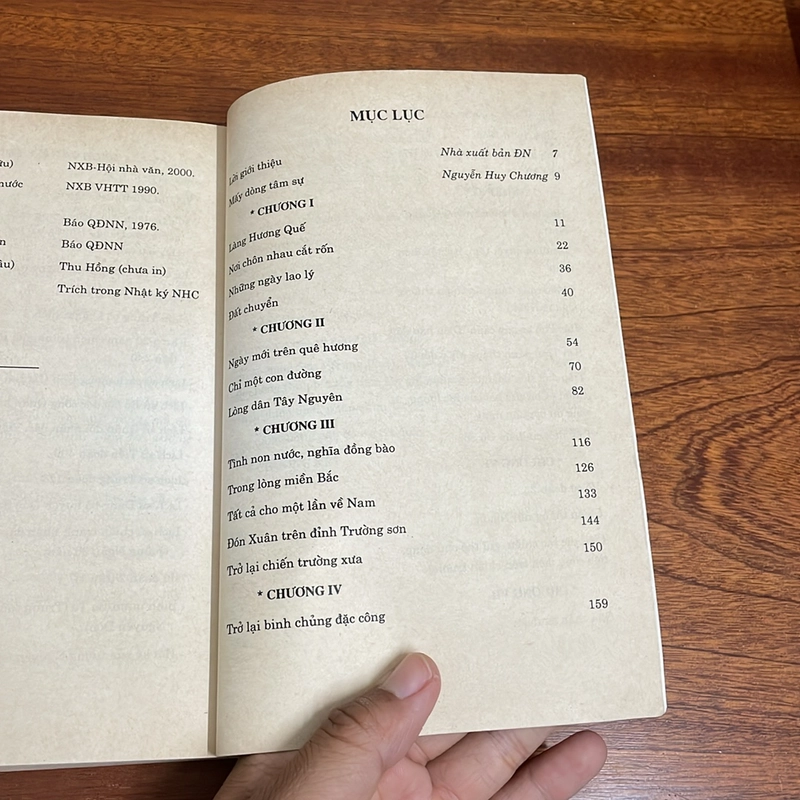 ưu)
NXB-Hội nhà văn, 2000.
nước
NXB VHTT 1990.
Báo QĐNN, 1976.
n
Báo QĐNN
âu)
Thu Hồng (chưa in)
Trích trong Nhật ký NHC
MỤC LỤC
Lời giới thiệu Nhà xuất bản ĐN 7
Mấy dòng tâm sự Nguyễn Huy Chương 9
* CHƯƠNG I
Làng Hương Quế 11
Nơi chôn nhau cắt rốn 22
Những ngày lao lý 36
Đất chuyển 40
* CHƯƠNG II
Ngày mới trên quê hương 54
Chỉ một con đường 70
Lòng dân Tây Nguyên 82
* CHƯƠNG III
Tình non nước, nghĩa đồng bào 116
Trong lòng miền Bắc 126
Tất cả cho một lần về Nam 133
Đón Xuân trên đỉnh Trường sơn 144
Trở lại chiến trường xưa 150
* CHƯƠNG IV
Trở lại binh chủng đặc công 159